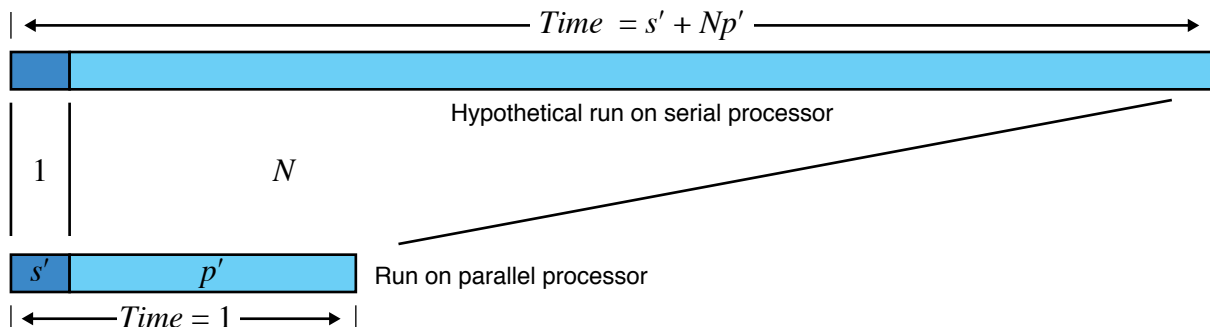 Time = s′ + Np′
Hypothetical run on serial processor
1 N
s′ p′
Run on parallel processor
Time = 1